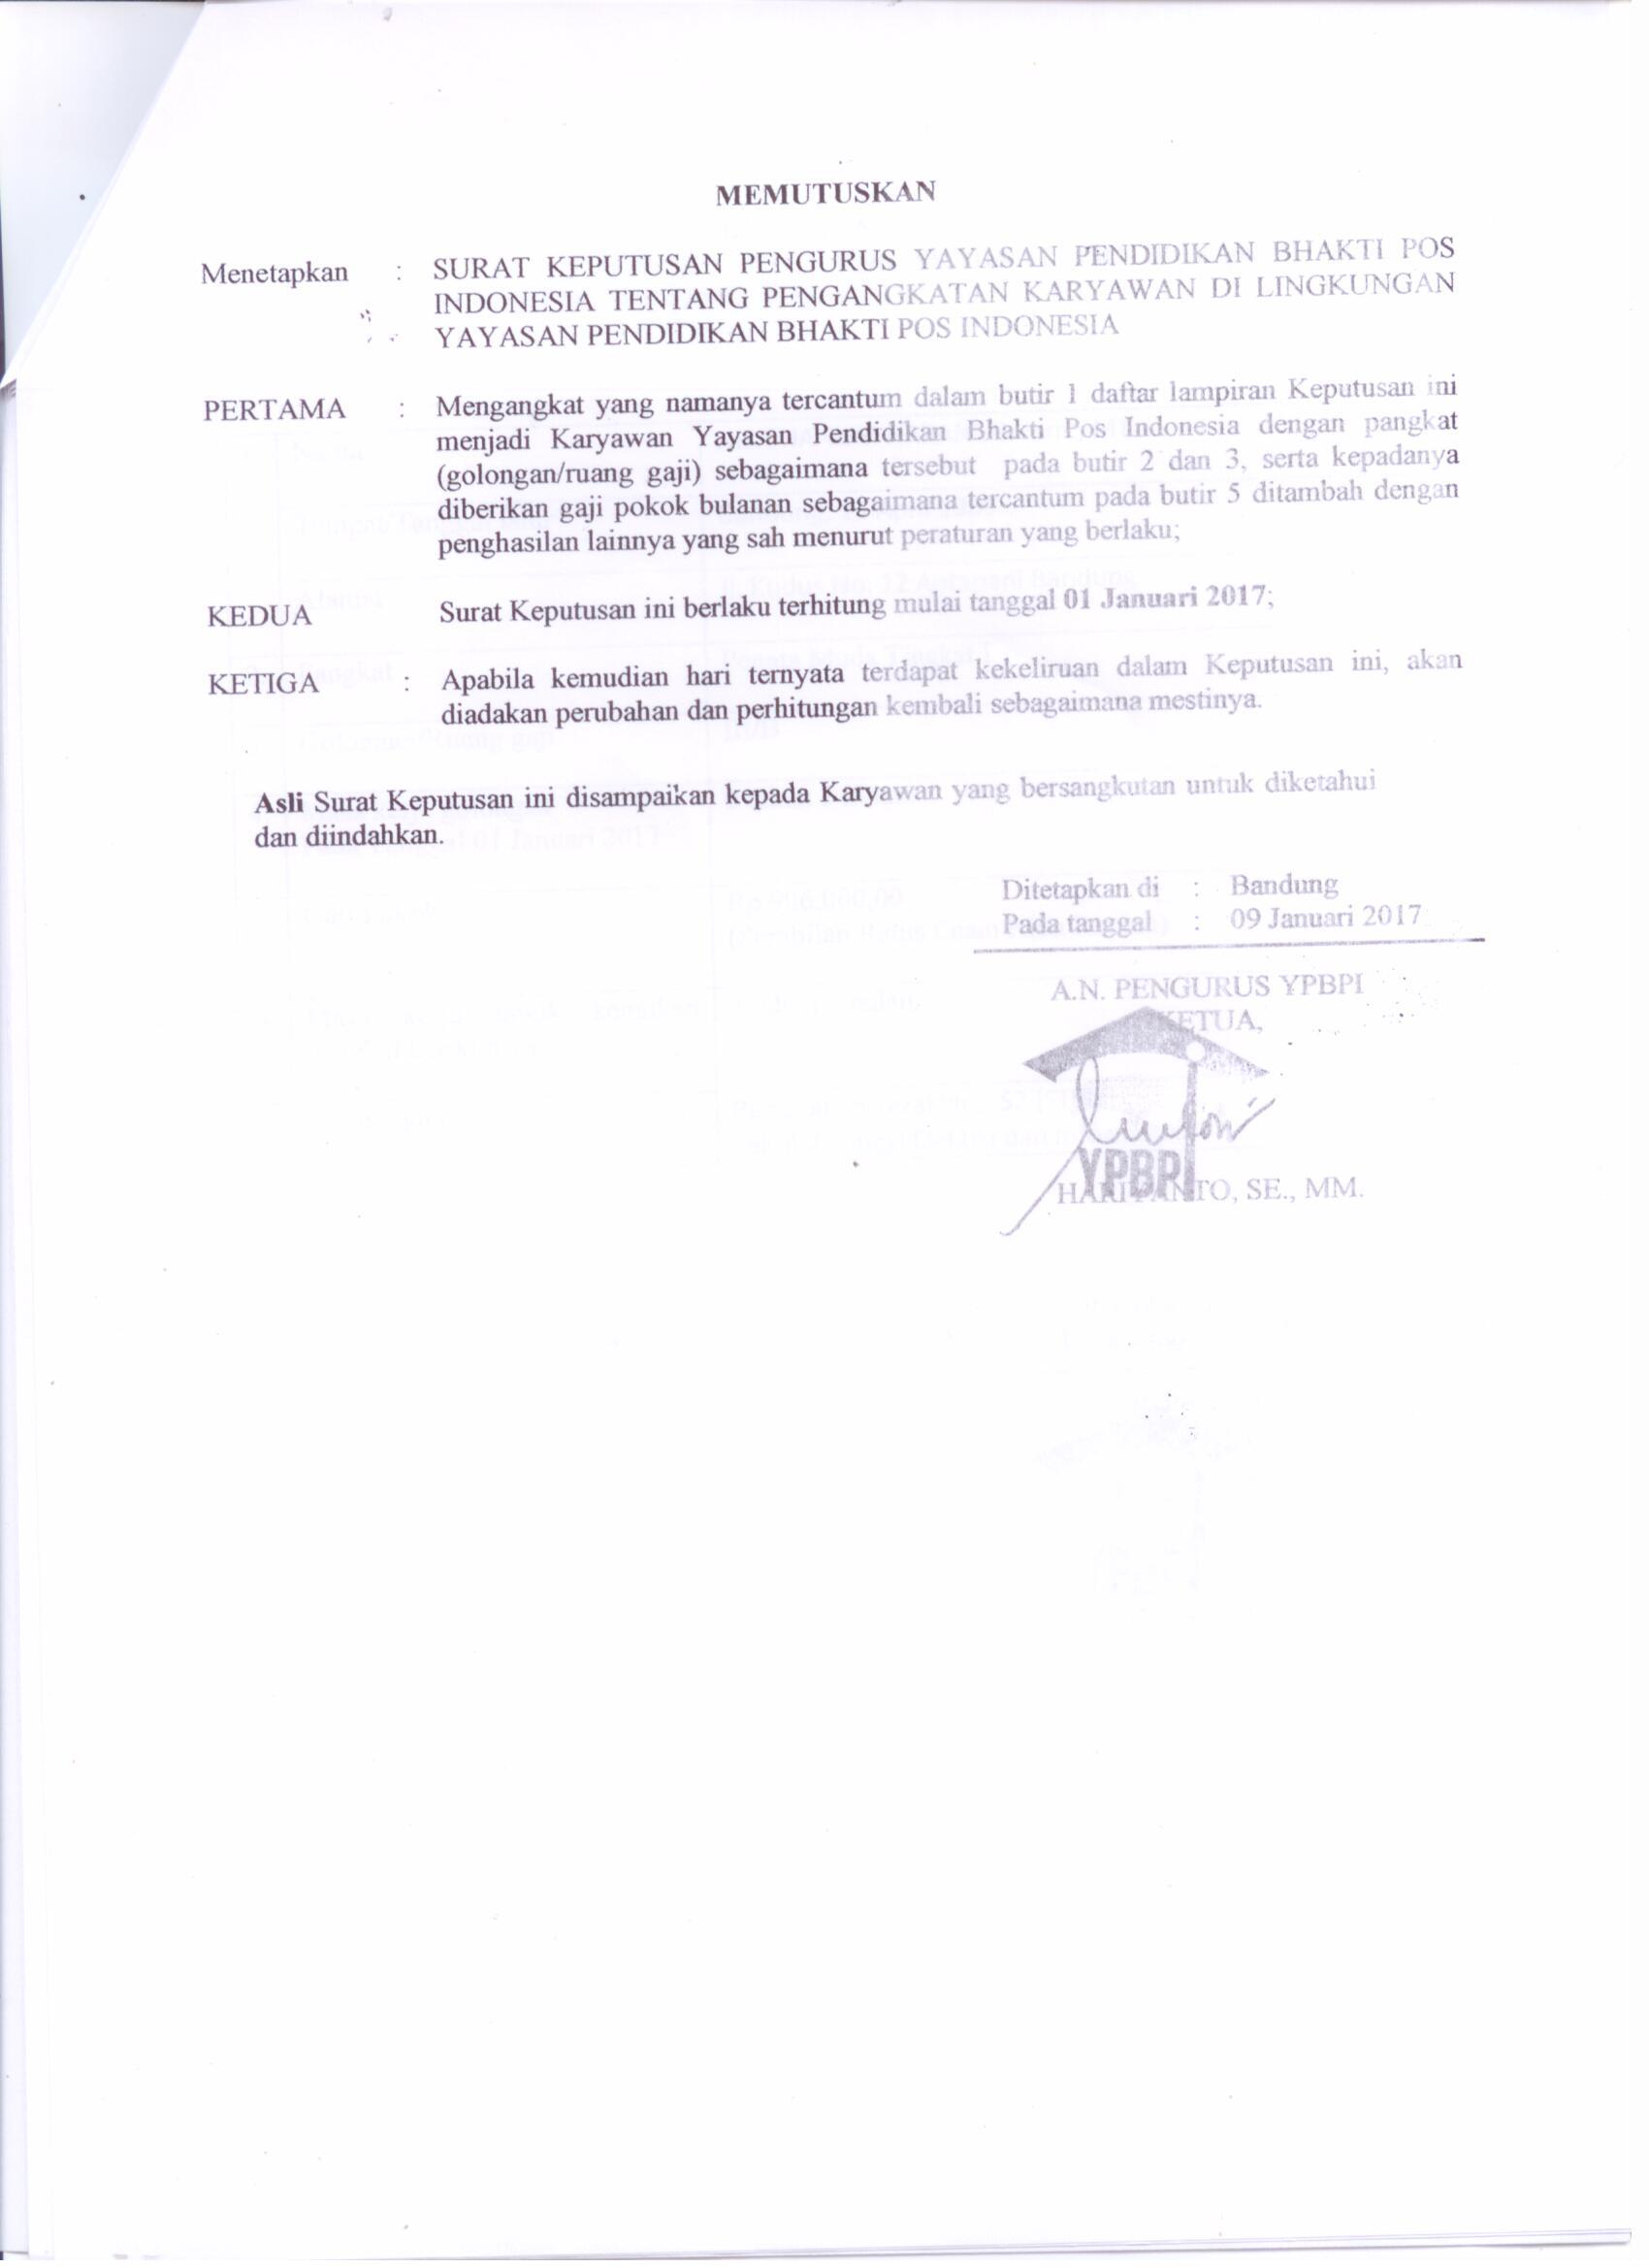 MEMUTUSKAN
Menetapkan : SURAT KEPUTUSAN PENGURUS YAYASAN PENDIDIKAN BHAKTI POS
INDONESIA TENTANG PENGANGKATAN KARYAWAN DI LINGKUNGAN
YAYASAN PENDIDIKAN BHAKTI POS INDONESIA
PERTAMA : Mengangkat yang namanya tercantum dalam butir 1 daftar lampiran Keputusan ini
menjadi Karyawan Yayasan Pendidikan Bhakti Pos Indonesia dengan pangkat
(golongan/ruang gaji) sebagaimana tersebut pada butir 2 dan 3, serta kepadanya
diberikan gaji pokok bulanan sebagaimana tercantum pada butir 5 ditambah dengan
penghasilan lainnya yang sah menurut peraturan yang berlaku;
KEDUA Surat Keputusan ini berlaku terhitung mulai tanggal 01 Januari 2017;
KETIGA : Apabila kemudian hari ternyata terdapat kekeliruan dalam Keputusan ini, akan
diadakan perubahan dan perhitungan kembali sebagaimana mestinya.
Asli Surat Keputusan ini disampaikan kepada Karyawan yang bersangkutan untuk diketahui
dan diindahkan.
Ditetapkan di : Bandung
Pada tanggal : 09 Januari 2017
A.N. PENGURUS YPBPI
KETUA,
YPBPI
SE., MM.